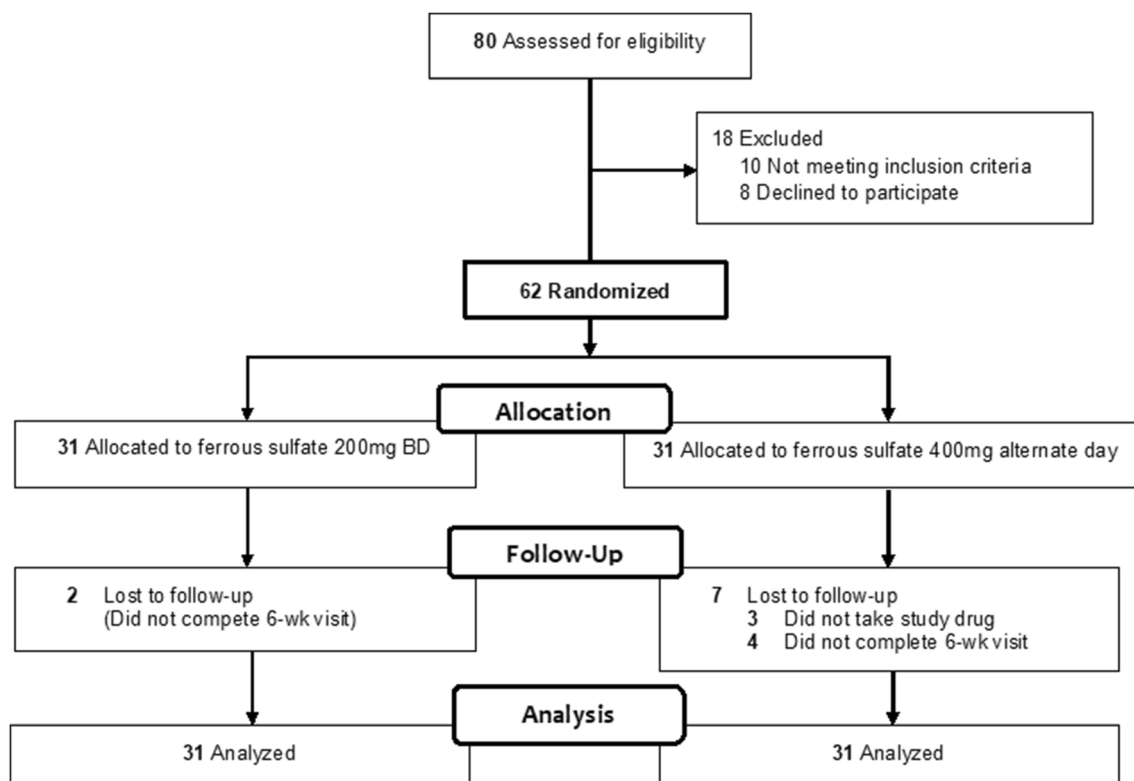 80 Assessed for eligibility
18 Excluded
10 Not meeting inclusion criteria
8 Declined to participate
62 Randomized
Allocation
31 Allocated to ferrous sulfate 200mg BD
31 Allocated to ferrous sulfate 400mg alternate day
Follow-Up
2 Lost to follow-up
(Did not compete 6-wk visit)
7 Lost to follow-up
3 Did not take study drug
4 Did not complete 6-wk visit
Analysis
31 Analyzed
31 Analyzed